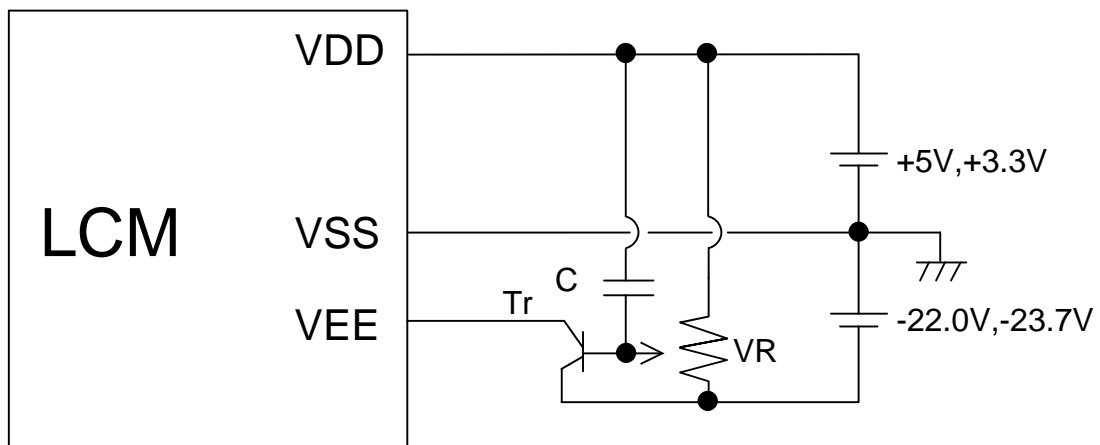 VDD
+5V,+3.3V
LCM
VSS
C
Tr
VEE
-22.0V,-23.7V
VR